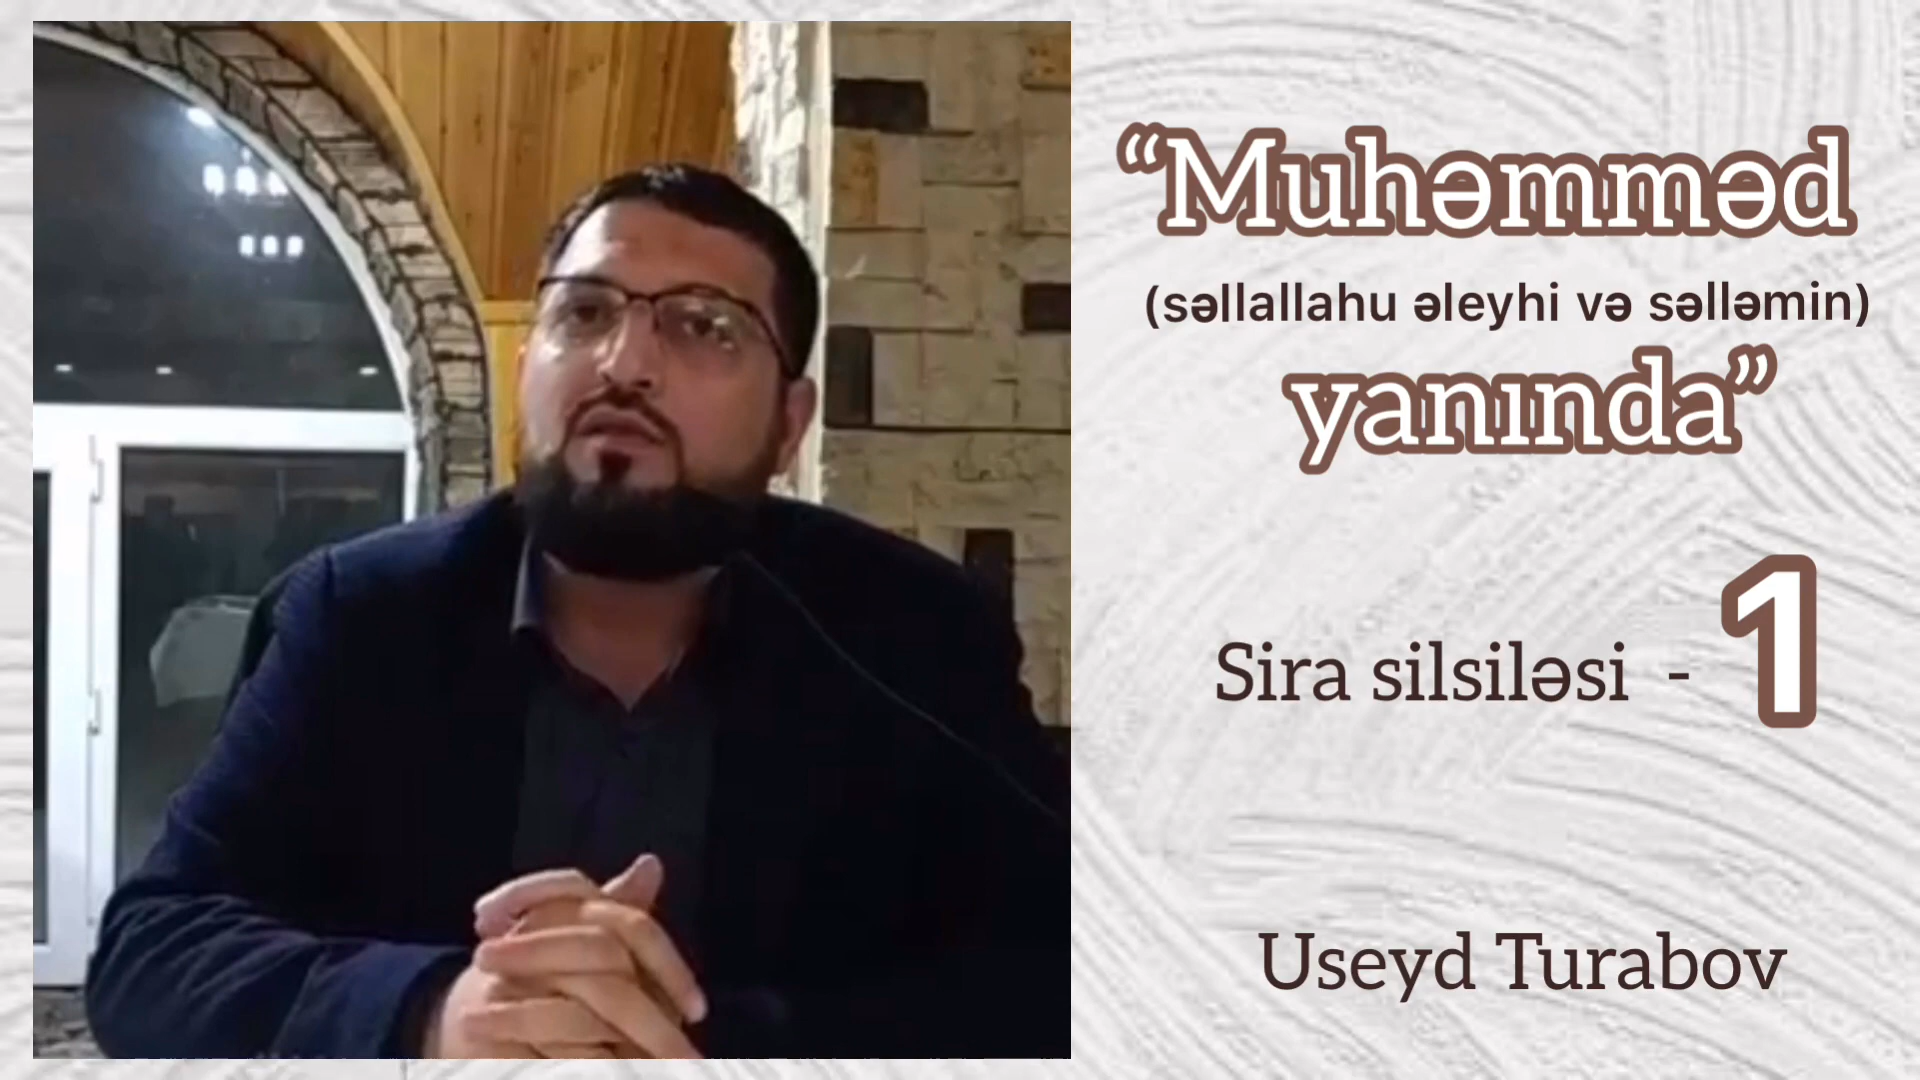 “Muhəmməd
(səllallahu əleyhi və səlləmin)
yanında”
Sira silsiləsi - 1
Useyd Turabov